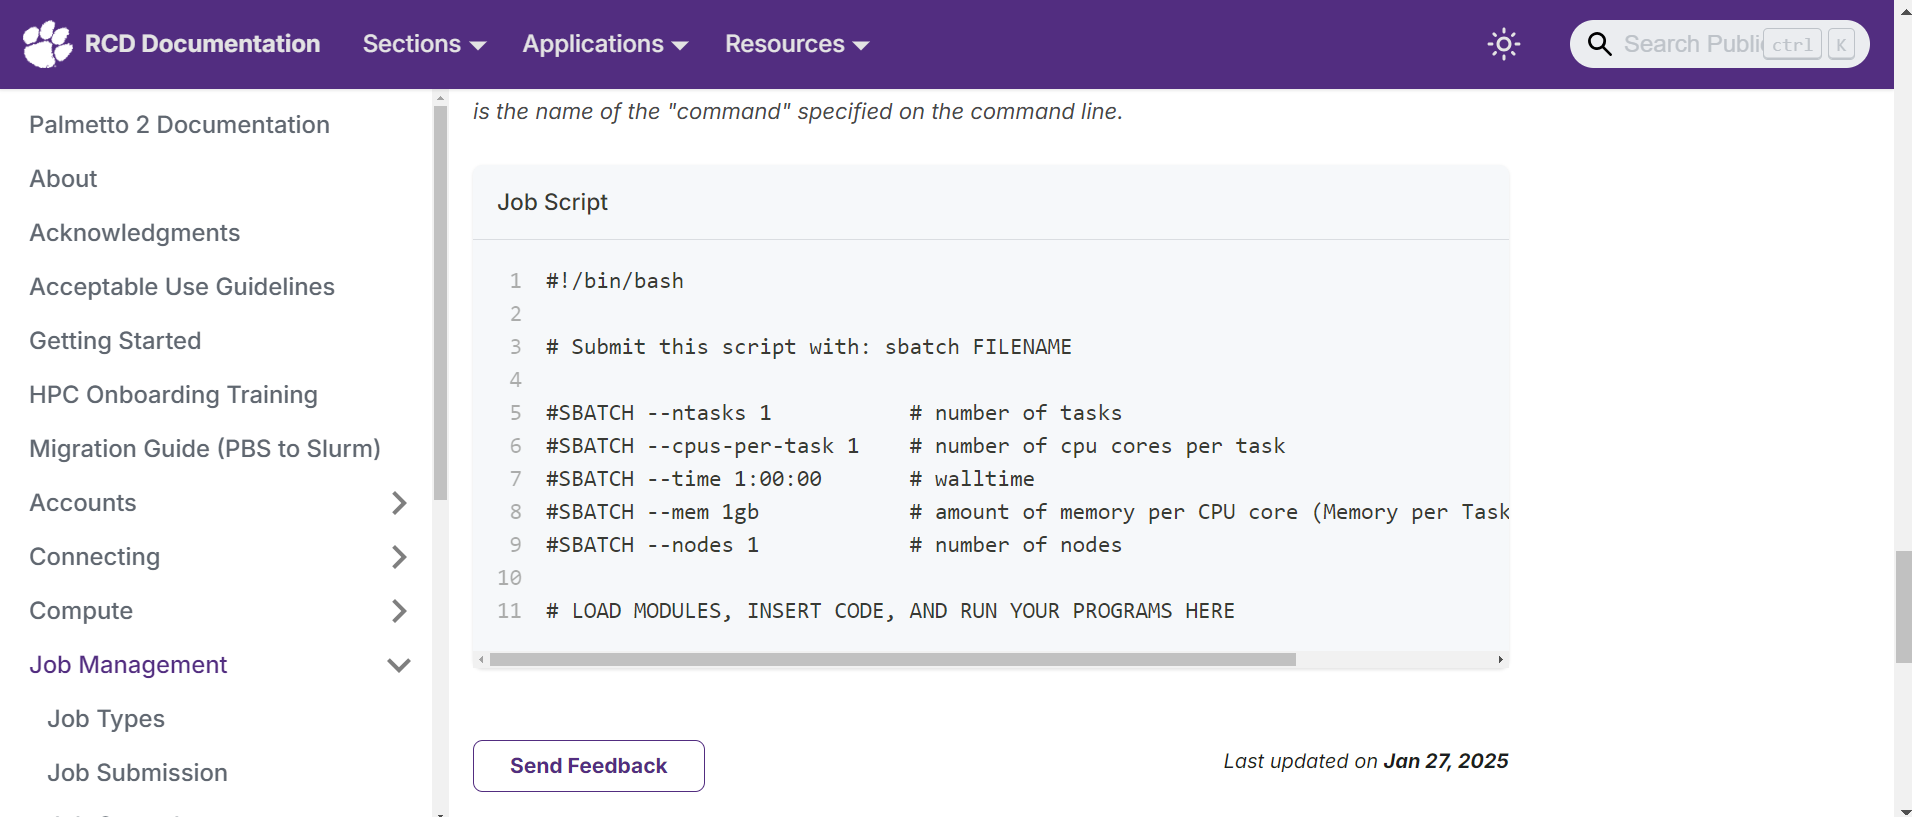 RCD Documentation Sections Applications Resources Search Public ctrl K
Palmetto 2 Documentation
About
Acknowledgments
Acceptable Use Guidelines
Getting Started
HPC Onboarding Training
Migration Guide (PBS to Slurm)
Accounts
Connecting
Compute
Job Management
Job Types
Job Submission
is the name of the "command" specified on the command line.
Job Script
1 #!/bin/bash
2
3 # Submit this script with: sbatch FILENAME
4
5 #SBATCH --ntasks 1 # number of tasks
6 #SBATCH --cpus-per-task 1 # number of cpu cores per task
7 #SBATCH --time 1:00:00 # walltime
8 #SBATCH --mem 1gb # amount of memory per CPU core (Memory per Task
9 #SBATCH --nodes 1 # number of nodes
10
11 # LOAD MODULES, INSERT CODE, AND RUN YOUR PROGRAMS HERE
Send Feedback
Last updated on Jan 27, 2025